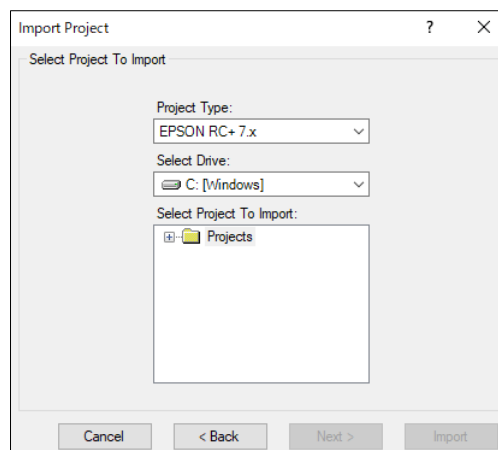 Import Project
?
Select Project To Import
Project Type:
EPSON RC+ 7.x
Select Drive:
C: [Windows]
Select Project To Import:
Projects
Cancel < Back Next > Import